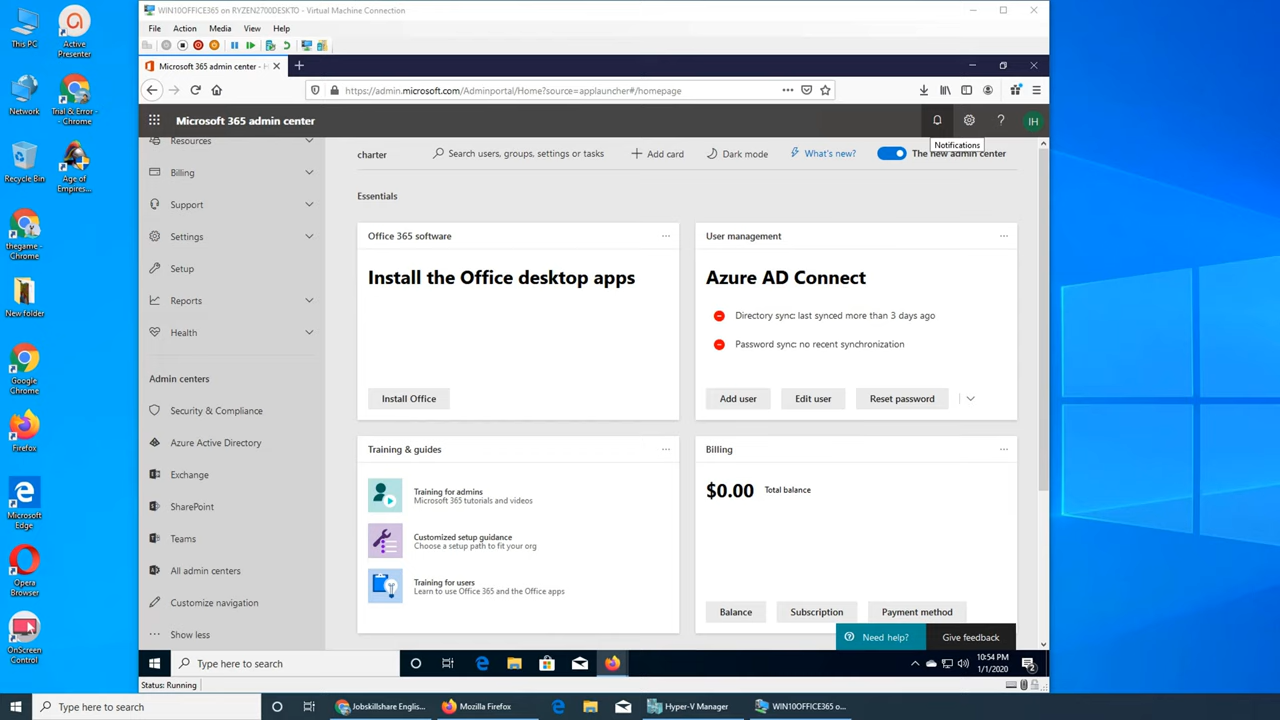 WIN10OFFICE365 on RYZEN2700DESKTO - Virtual Machine Connection
File Action Media View Help
Microsoft 365 admin center -
https://admin.microsoft.com/Adminportal/Home?source=applauncher#/homepage
Microsoft 365 admin center
IH
Notifications
charter
Search users, groups, settings or tasks
Add card
Dark mode
What's new?
The new admin center
Resources
Billing
Support
Settings
Setup
Reports
Health
Admin centers
Security & Compliance
Azure Active Directory
Exchange
SharePoint
Teams
All admin centers
Customize navigation
Show less
Essentials
Office 365 software
Install the Office desktop apps
Install Office
User management
Azure AD Connect
Directory sync: last synced more than 3 days ago
Password sync: no recent synchronization
Add user
Edit user
Reset password
Training & guides
Training for admins
Microsoft 365 tutorials and videos
Customized setup guidance
Choose a setup path to fit your org
Training for users
Learn to use Office 365 and the Office apps
Billing
$0.00 Total balance
Balance
Subscription
Payment method
Need help?
Give feedback
Type here to search
10:54 PM
1/1/2020
2
Status: Running
This PC
Active
Presenter
Network
Trial & Error -
Chrome
Recycle Bin
Age of
Empires...
thegame -
Chrome
New folder
Google
Chrome
Firefox
Microsoft
Edge
Opera
Browser
OnScreen
Control
Type here to search
Jobskillshare Englis...
Mozilla Firefox
Hyper-V Manager
WIN10OFFICE365 o...